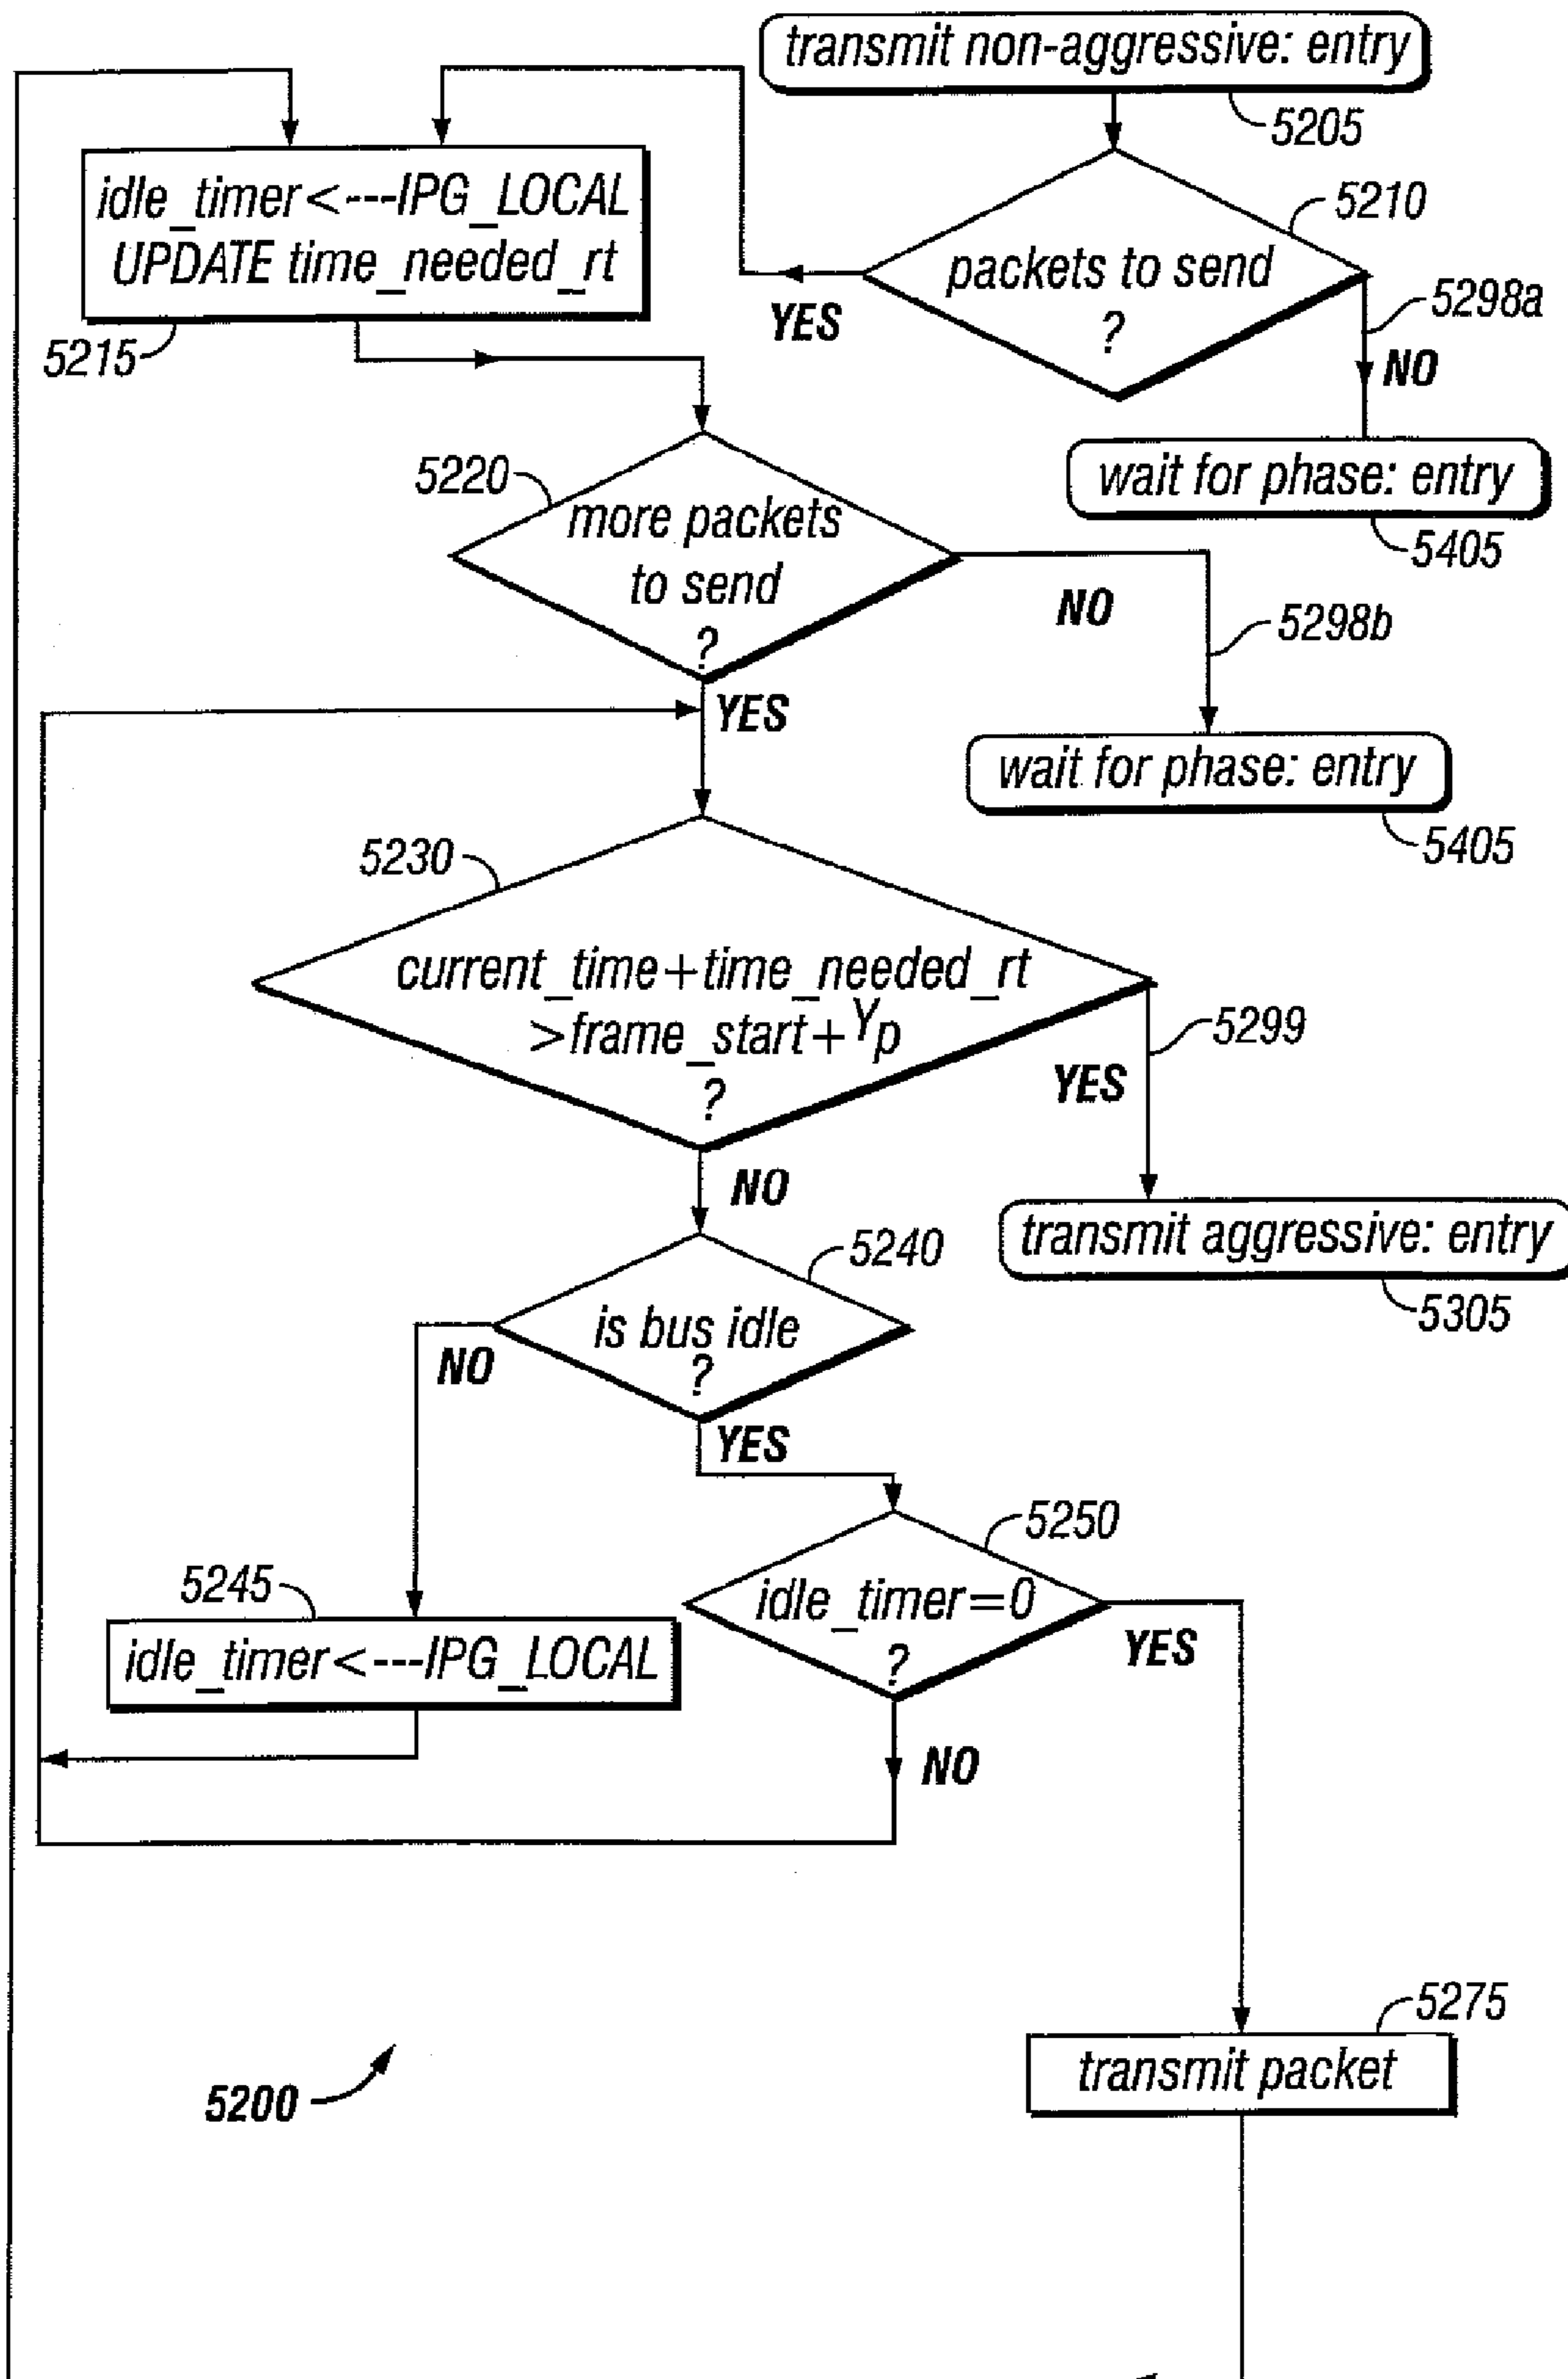 transmit non-aggressive: entry
5205
idle_timer<---IPG_LOCAL
UPDATE time_needed_rt
5215
5210
packets to send
?
YES
5298a
NO
wait for phase: entry
5405
5220
more packets
to send
?
NO
5298b
YES
wait for phase: entry
5405
5230
current_time+time_needed_rt
>frame_start+Yp
?
5299
YES
NO
transmit aggressive: entry
5305
5240
is bus idle
?
NO
YES
5250
idle_timer=0
?
YES
5245
idle_timer<---IPG_LOCAL
NO
5275
transmit packet
5200